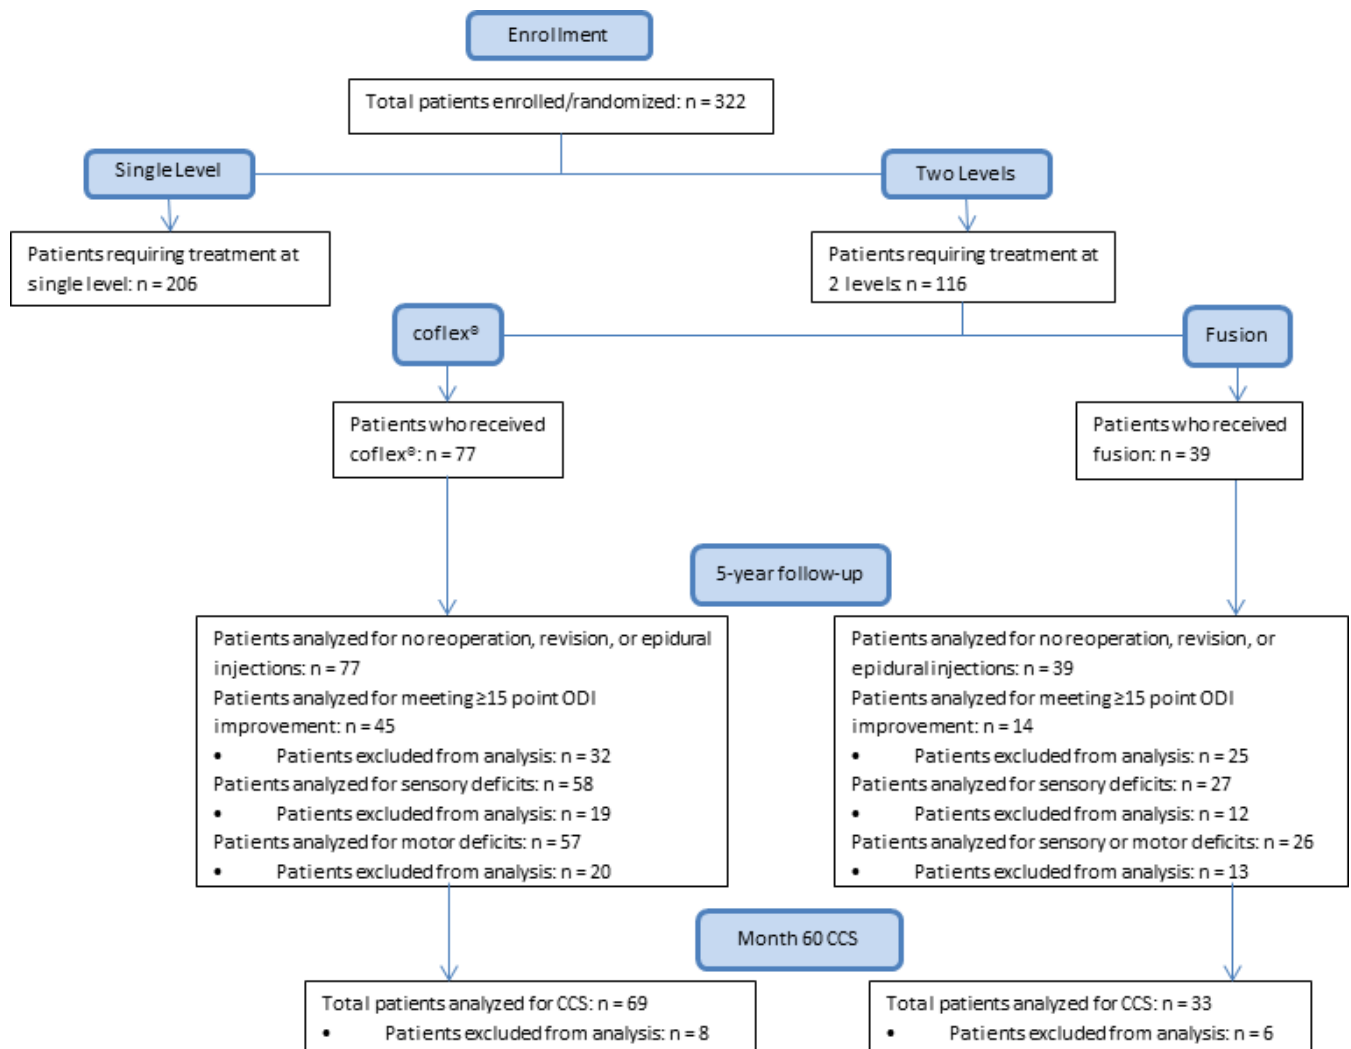 Enrollment
Total patients enrolled/randomized: n = 322
Single Level
Two Levels
Patients requiring treatment at
single level: n = 206
Patients requiring treatment at
2 levels: n = 116
coflex®
Fusion
Patients who received
coflex®: n = 77
Patients who received
fusion: n = 39
5-year follow-up
Patients analyzed for no reoperation, revision, or epidural
injections: n = 77
Patients analyzed for meeting ≥15 point ODI
improvement: n = 45
• Patients excluded from analysis: n = 32
Patients analyzed for sensory deficits: n = 58
• Patients excluded from analysis: n = 19
Patients analyzed for motor deficits: n = 57
• Patients excluded from analysis: n = 20
Patients analyzed for no reoperation, revision, or
epidural injections: n = 39
Patients analyzed for meeting ≥15 point ODI
improvement: n = 14
• Patients excluded from analysis: n = 25
Patients analyzed for sensory deficits: n = 27
• Patients excluded from analysis: n = 12
Patients analyzed for sensory or motor deficits: n = 26
• Patients excluded from analysis: n = 13
Month 60 CCS
Total patients analyzed for CCS: n = 69
• Patients excluded from analysis: n = 8
Total patients analyzed for CCS: n = 33
• Patients excluded from analysis: n = 6